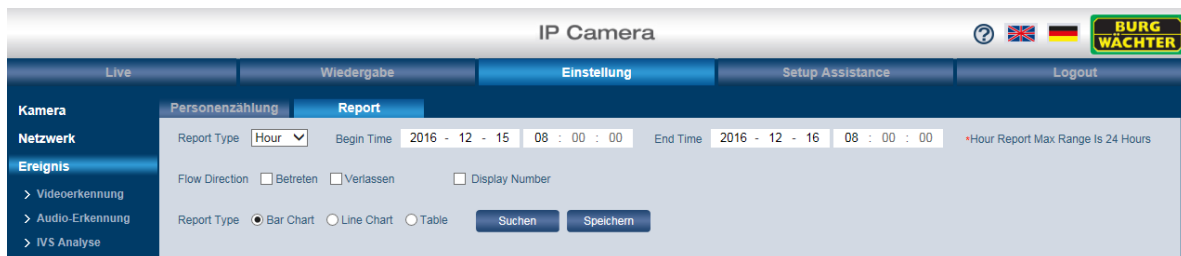 IP Camera
BURG
WÄCHTER
Live Wiedergabe Einstellung Setup Assistance Logout
Kamera
Netzwerk
Ereignis
Videoerkennung
Audio-Erkennung
IVS Analyse
Personenzählung Report
Report Type Hour Begin Time 2016 - 12 - 15 08 : 00 : 00 End Time 2016 - 12 - 16 08 : 00 : 00 *Hour Report Max Range Is 24 Hours
Flow Direction Betreten Verlassen Display Number
Report Type Bar Chart Line Chart Table Suchen Speichern